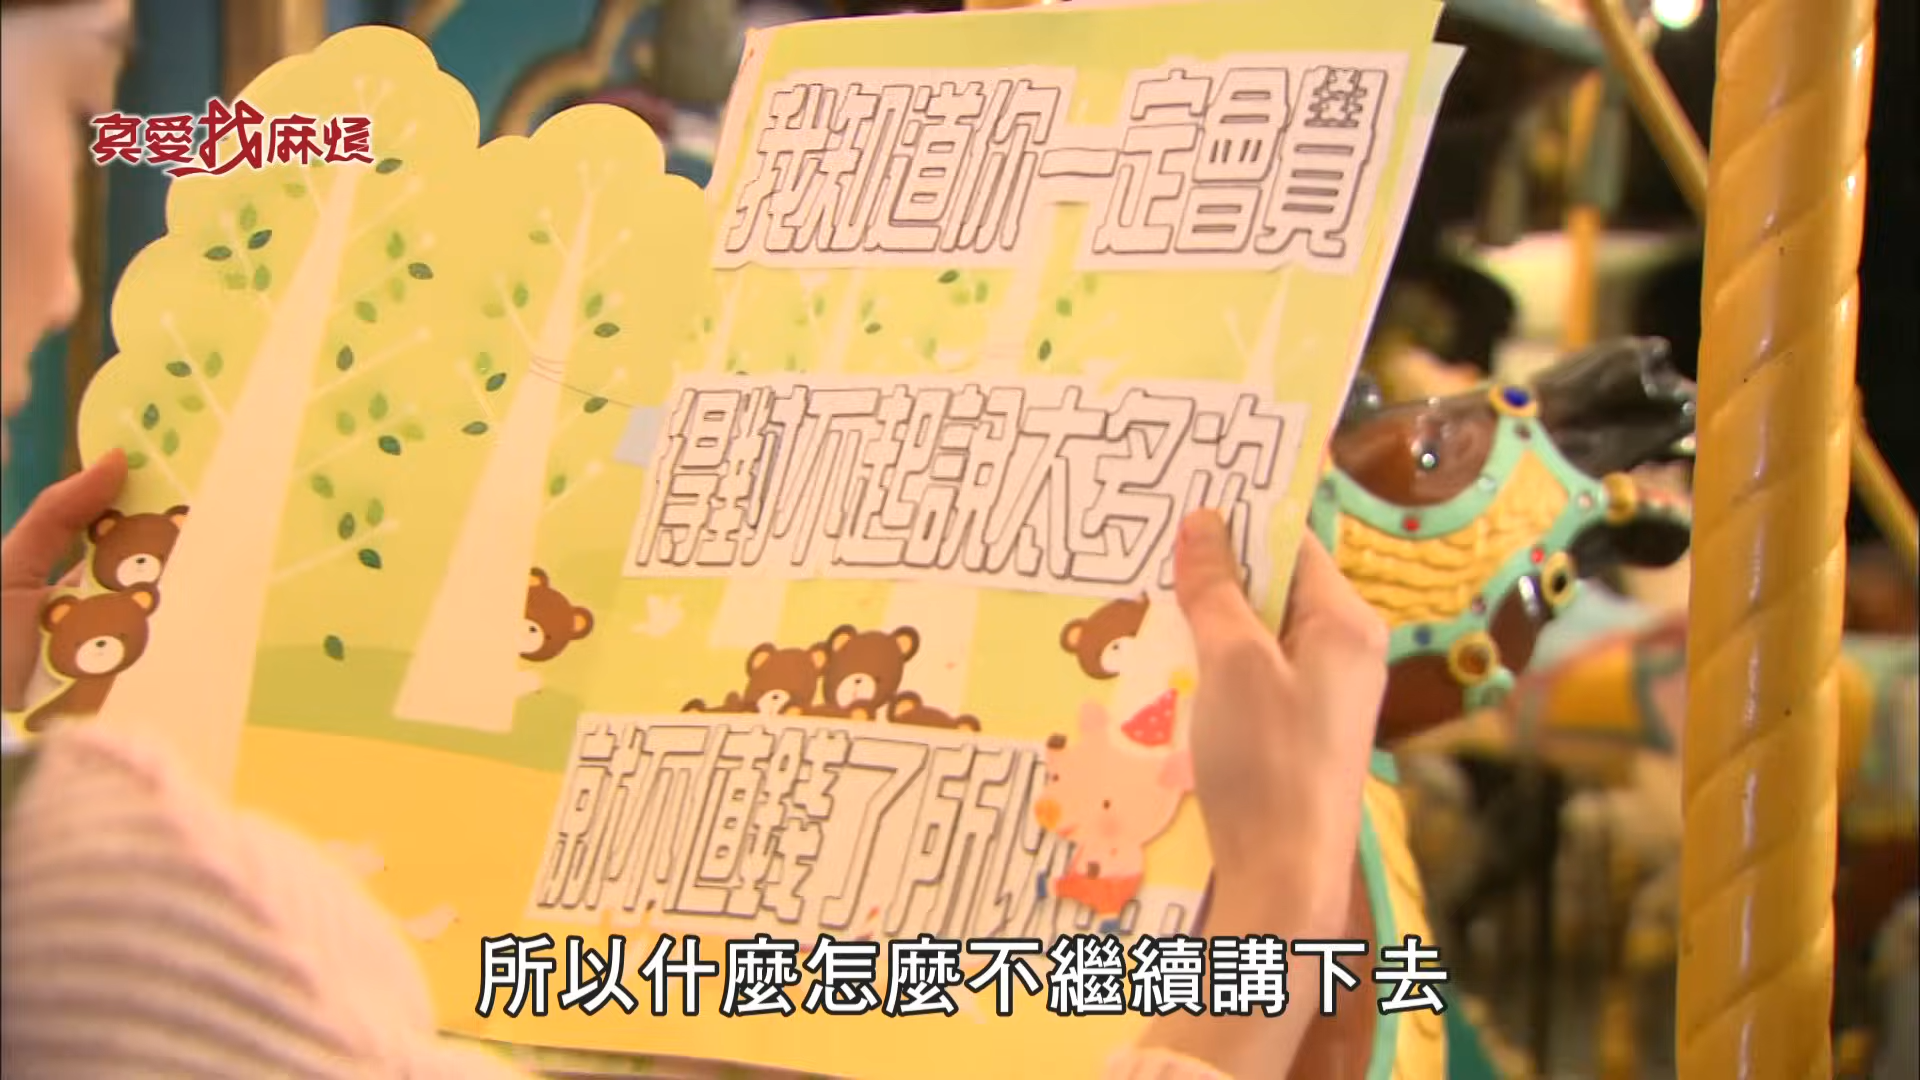 真愛找麻煩
我知道你一定會覺
得對不起說太多次
就不值錢了所以...
所以什麼怎麼不繼續講下去